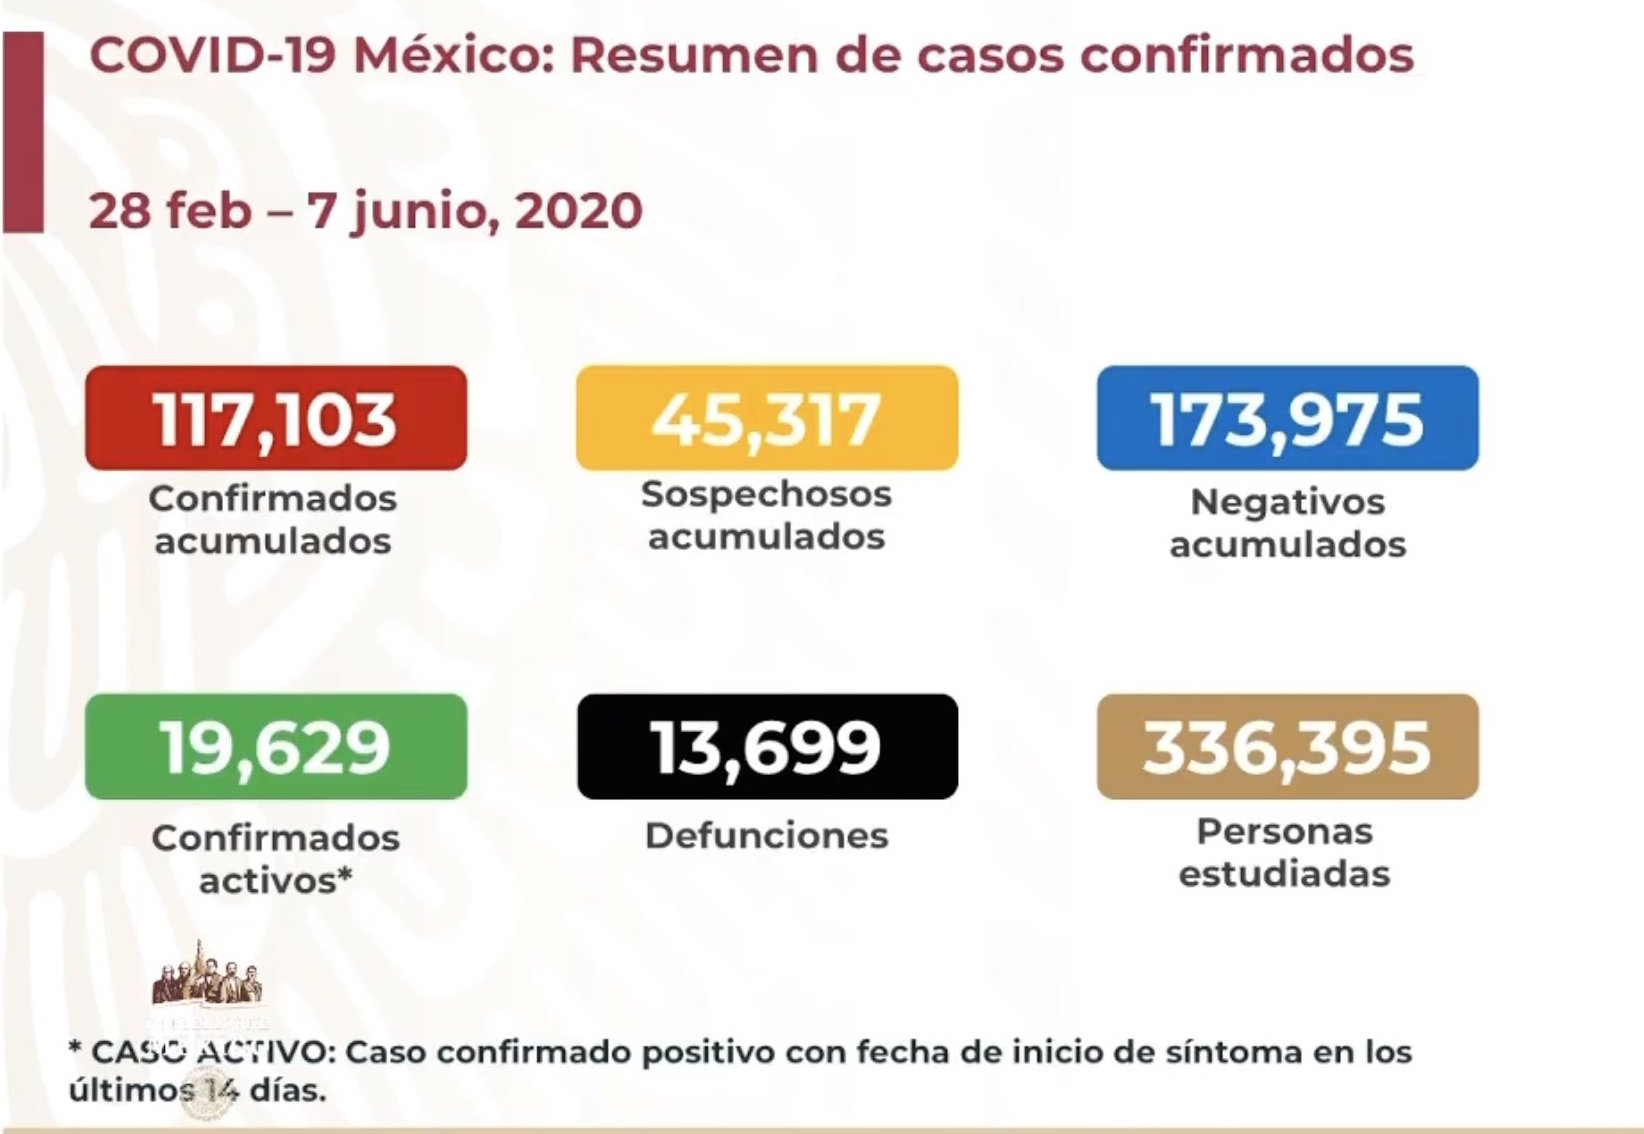 COVID-19 México: Resumen de casos confirmados
28 feb – 7 junio, 2020
117,103
Confirmados
acumulados
45,317
Sospechosos
acumulados
173,975
Negativos
acumulados
19,629
Confirmados
activos*
13,699
Defunciones
336,395
Personas
estudiadas
* CASO ACTIVO: Caso confirmado positivo con fecha de inicio de síntoma en los
últimos 14 días.